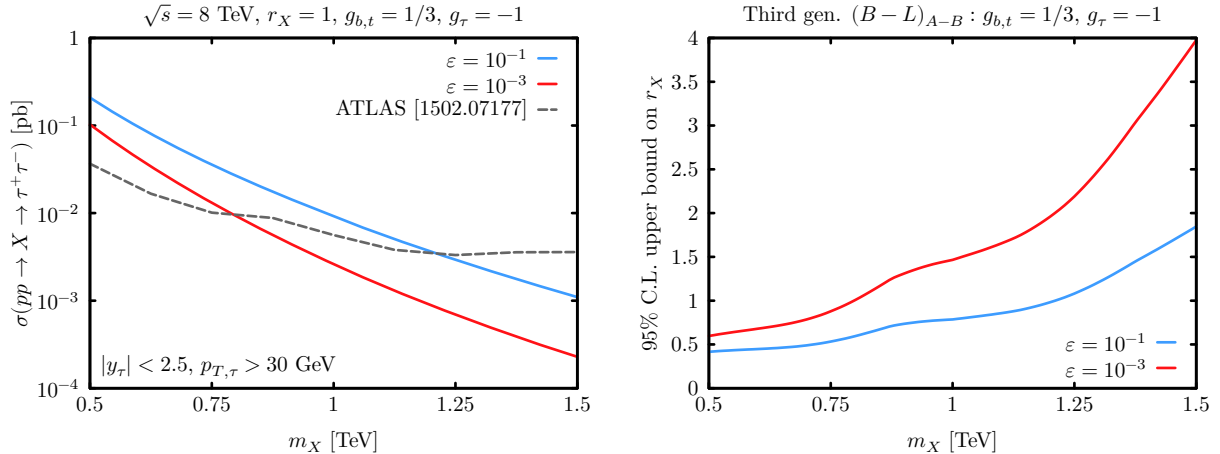 √s = 8 TeV, r_X = 1, g_{b,t} = 1/3, g_τ = −1
σ(pp → X → τ⁺τ⁻) [pb]
1
10⁻¹
10⁻²
10⁻³
10⁻⁴
ε = 10⁻¹
ε = 10⁻³
ATLAS [1502.07177]
|y_τ| < 2.5, p_{T,τ} > 30 GeV
0.5 0.75 1 1.25 1.5
m_X [TeV]
Third gen. (B − L)_{A−B} : g_{b,t} = 1/3, g_τ = −1
95% C.L. upper bound on r_X
4
3.5
3
2.5
2
1.5
1
0.5
0
ε = 10⁻¹
ε = 10⁻³
0.5 0.75 1 1.25 1.5
m_X [TeV]